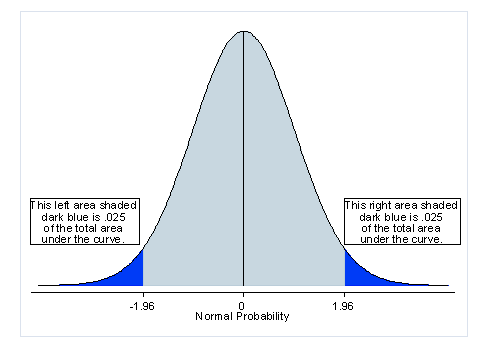 This left area shaded
dark blue is .025
of the total area
under the curve.
This right area shaded
dark blue is .025
of the total area
under the curve.
-1.96
0
1.96
Normal Probability